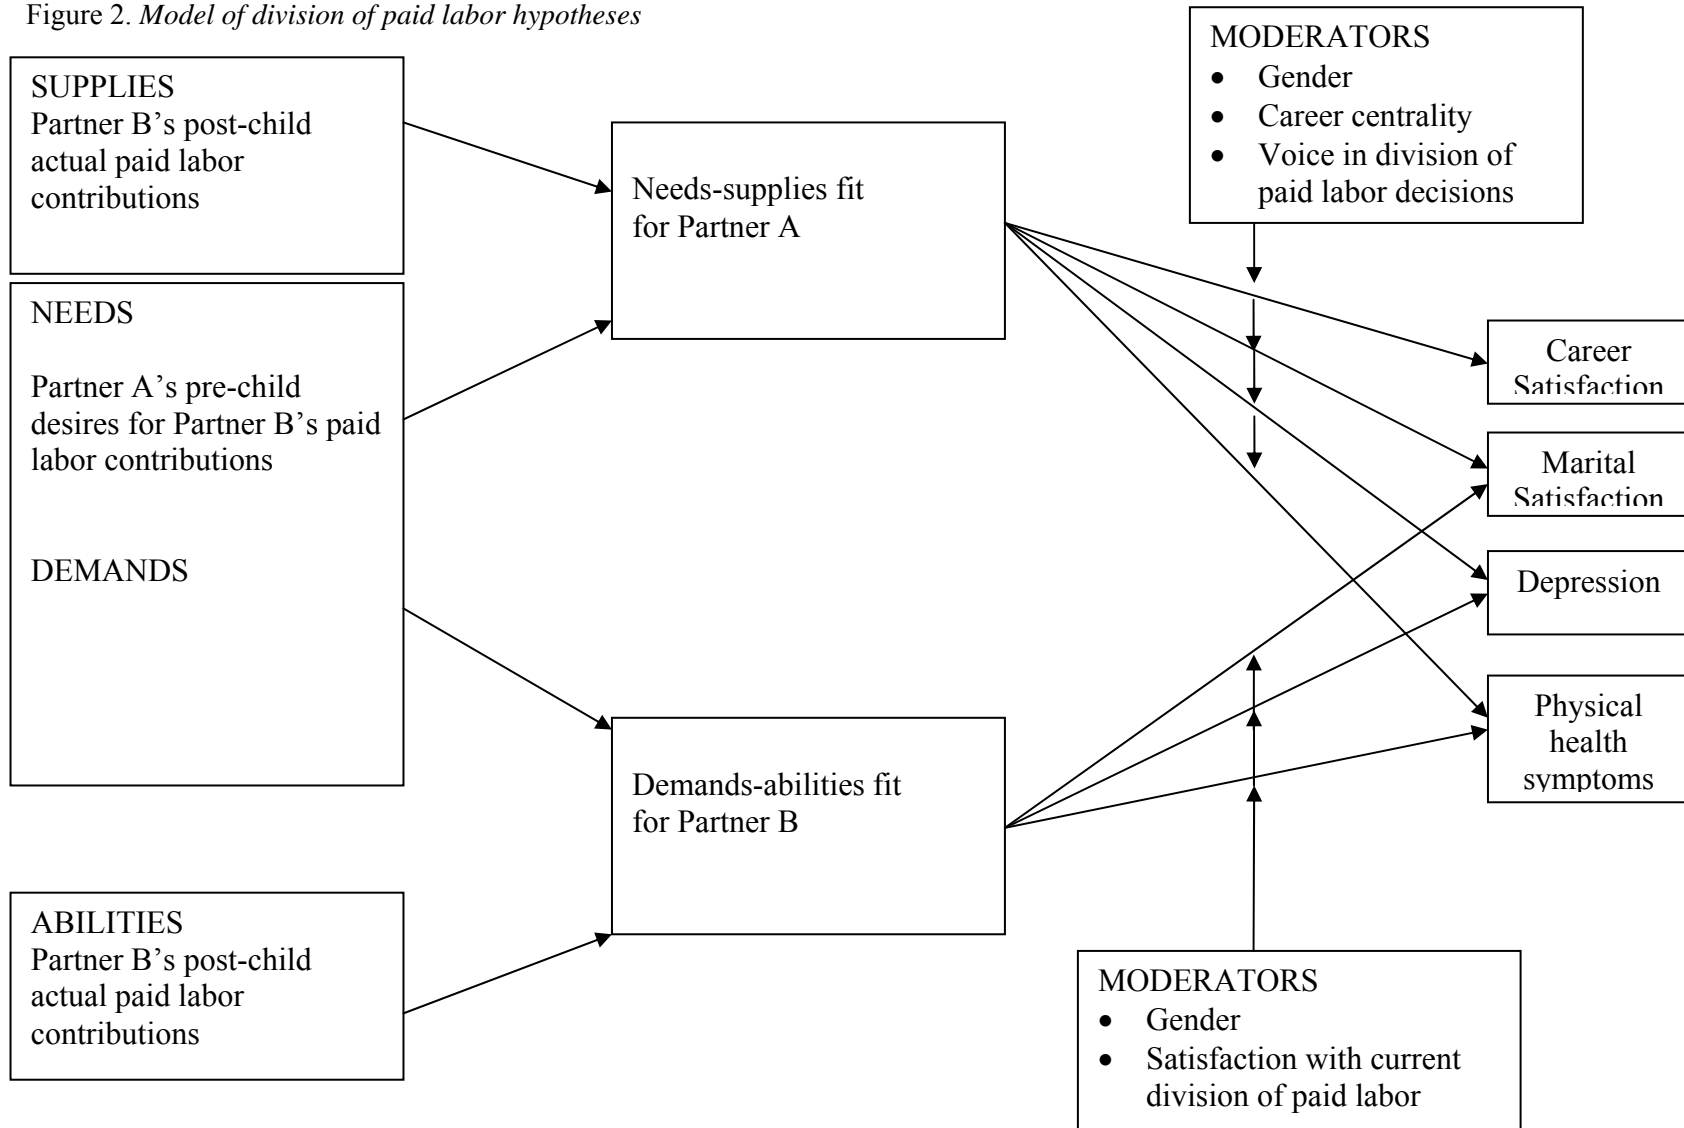 Figure 2. Model of division of paid labor hypotheses
SUPPLIES
Partner B’s post-child
actual paid labor
contributions
NEEDS
Partner A’s pre-child
desires for Partner B’s paid
labor contributions
DEMANDS
ABILITIES
Partner B’s post-child
actual paid labor
contributions
Needs-supplies fit
for Partner A
Demands-abilities fit
for Partner B
MODERATORS
• Gender
• Career centrality
• Voice in division of
paid labor decisions
Career
Satisfaction
Marital
Satisfaction
Depression
Physical
health
symptoms
MODERATORS
• Gender
• Satisfaction with current
division of paid labor